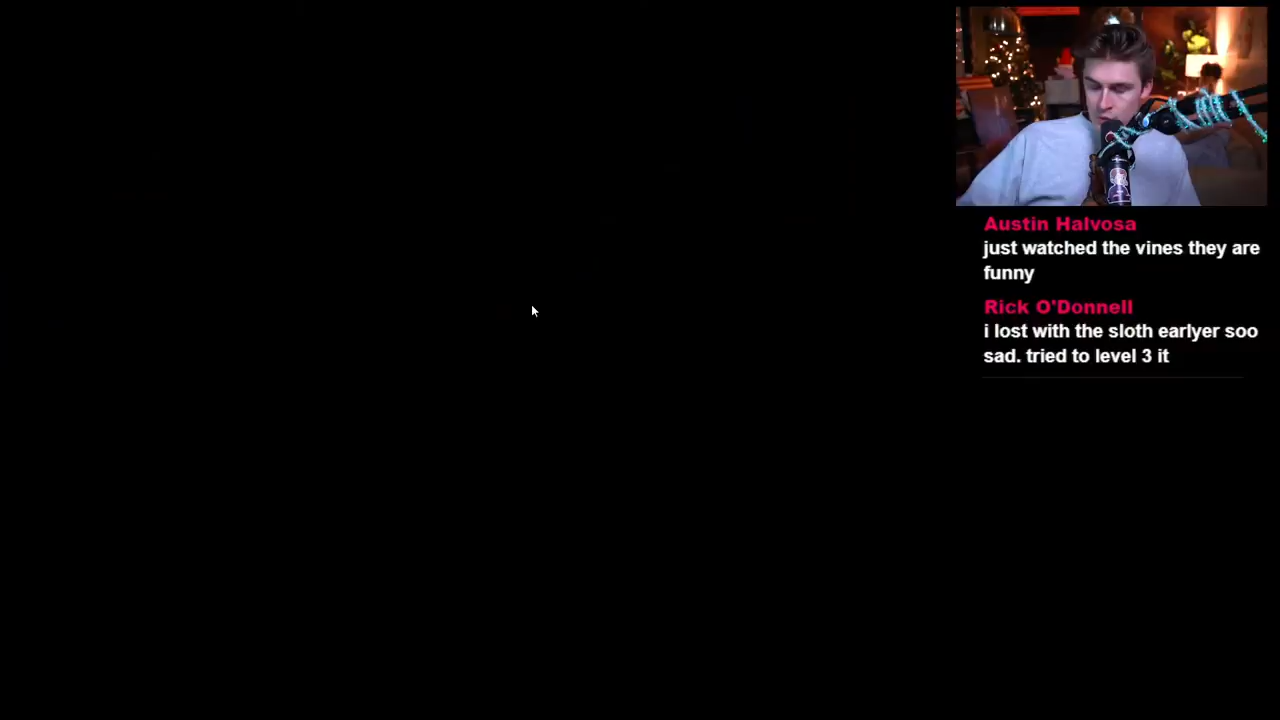 Austin Halvosa
just watched the vines they are
funny
Rick O'Donnell
i lost with the sloth earlyer soo
sad. tried to level 3 it